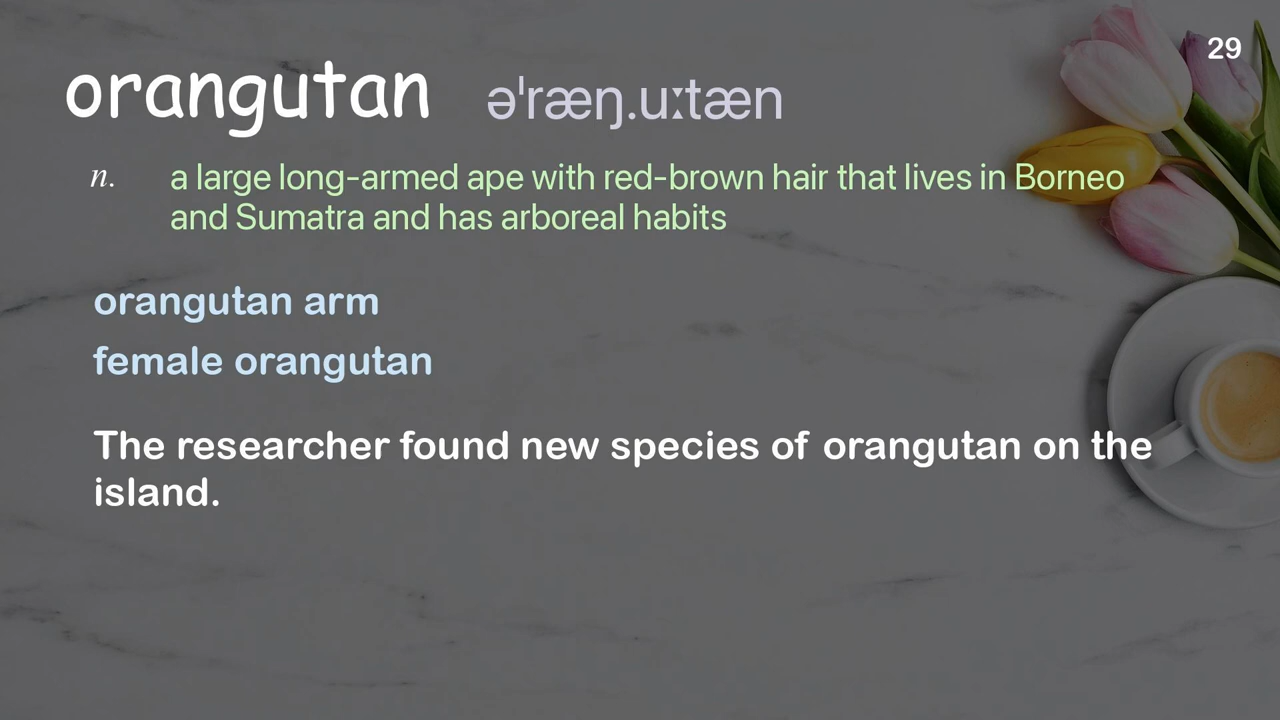 29
orangutan əˈræŋ.uːtæn
n. a large long-armed ape with red-brown hair that lives in Borneo
and Sumatra and has arboreal habits
orangutan arm
female orangutan
The researcher found new species of orangutan on the
island.